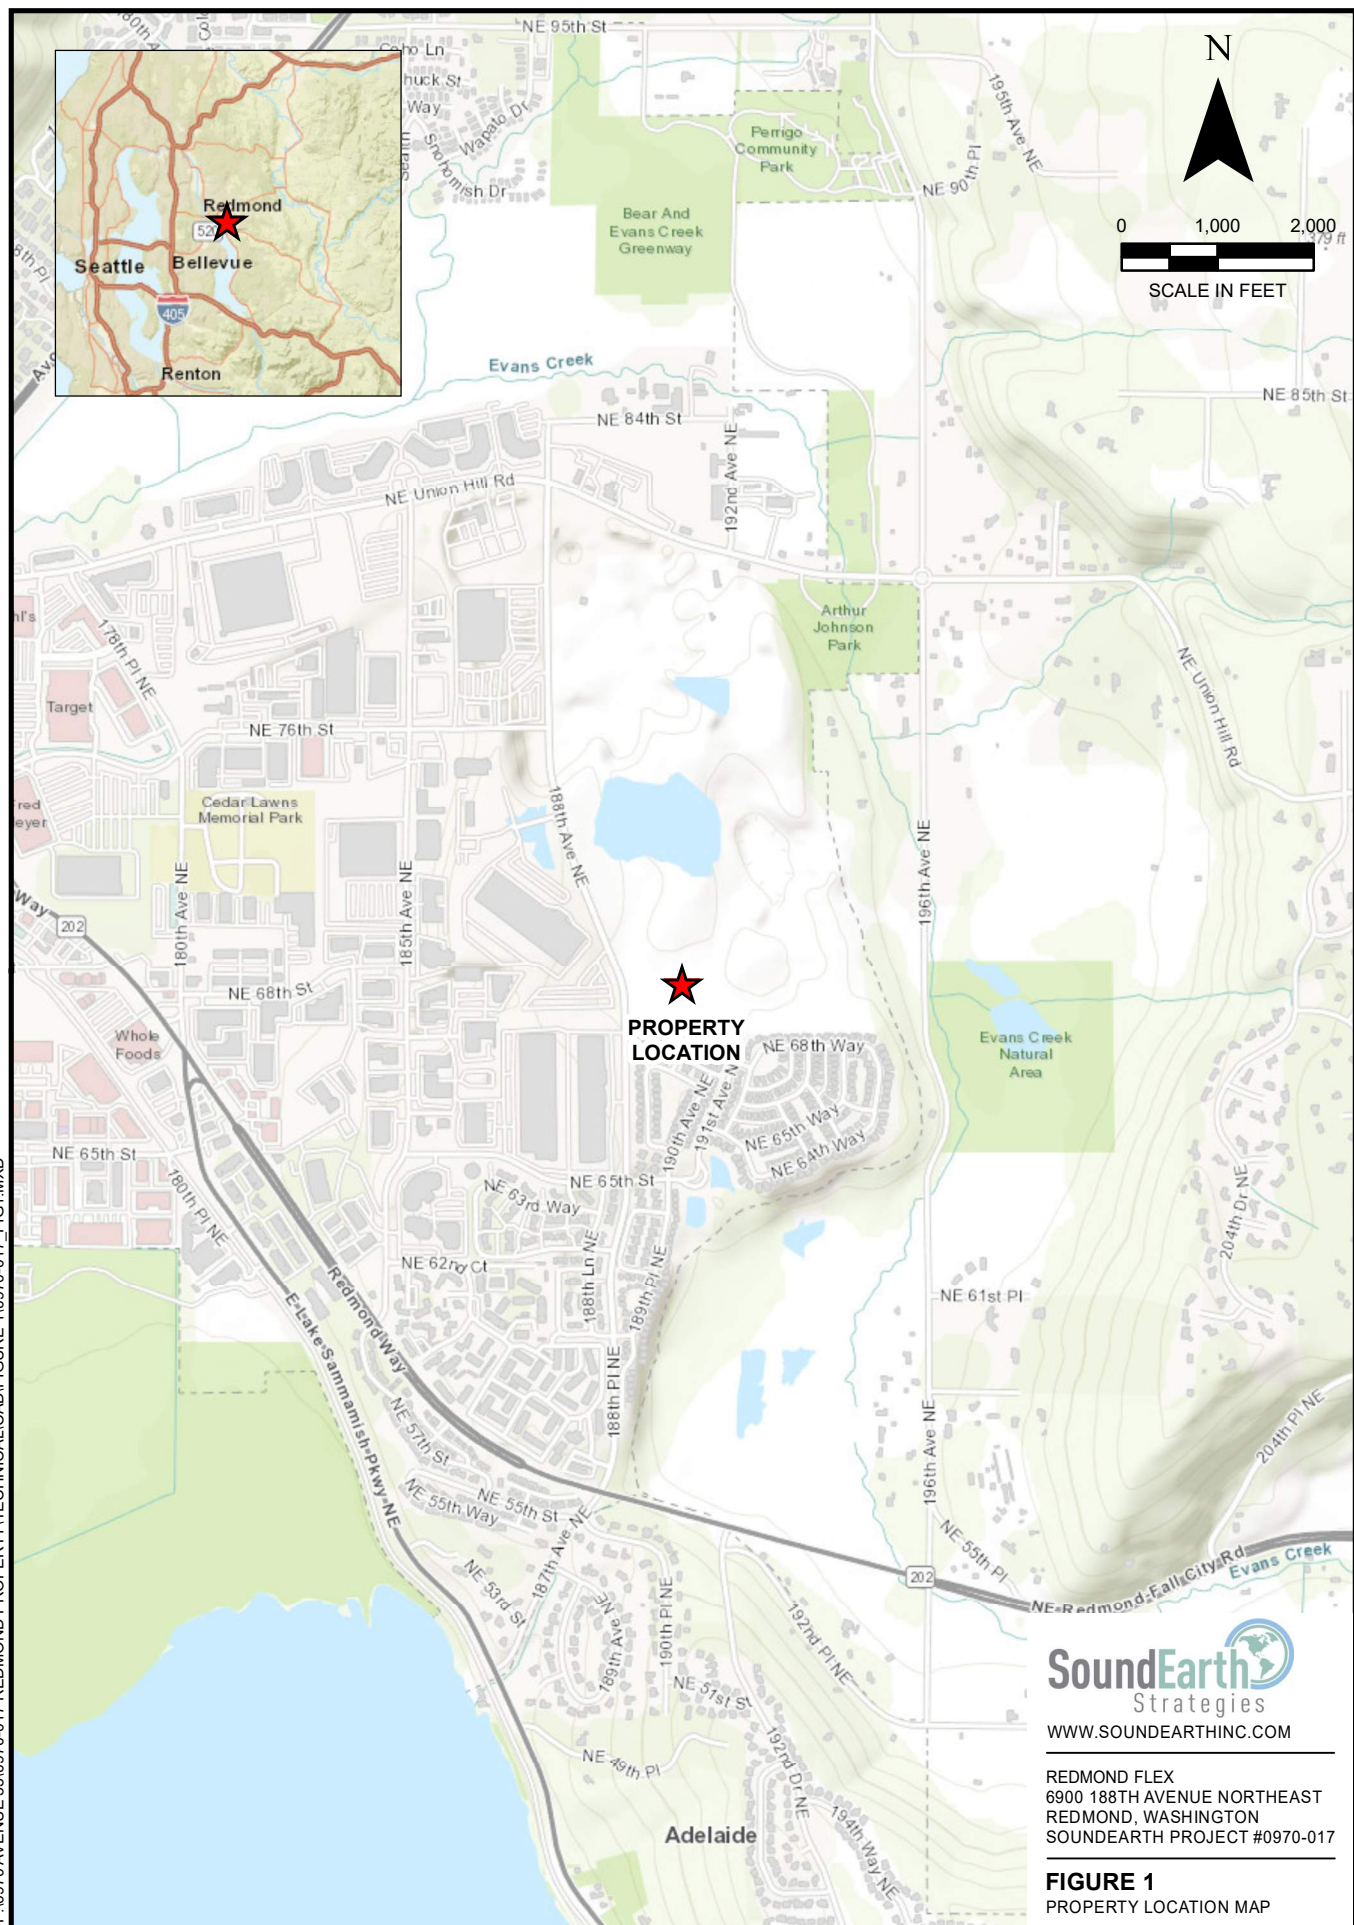 NE 95th St
Coho Ln
Way
Wapato Dr
Snohomish Dr
195th Ave NE
N
Perrigo
Community
Park
NE 90th Pl
Bear And
Evans Creek
Greenway
0 1,000 2,000
379 ft
SCALE IN FEET
Redmond
520
Seattle
Bellevue
405
Renton
Evans Creek
NE 85th St
NE 84th St
192nd Ave NE
NE Union Hill Rd
Arthur
Johnson
Park
178th Pl NE
NE Union Hill Rd
Target
NE 76th St
Cedar Lawns
Memorial Park
188th Ave NE
180th Ave NE
185th Ave NE
196th Ave NE
Way
202
NE 68th St
PROPERTY
LOCATION
Whole
Foods
NE 68th Way
Evans Creek
Natural
Area
190th Ave NE
191st Ave N
NE 65th Way
NE 64th Way
NE 65th St
NE 65th St
180th Pl NE
NE 63rd Way
204th Dr NE
NE 62nd Ct
188th Ln NE
189th Pl NE
NE 61st Pl
Redmond Way
E Lake Sammamish Pkwy NE
188th Pl NE
NE 57th St
196th Ave NE
204th Pl NE
NE 55th Way
NE 55th St
187th Ave NE
NE 55th Pl
202
NE Redmond-Fall City Rd
Evans Creek
NE 53rd St
189th Ave NE
190th Pl NE
192nd Pl NE
NE 51st St
NE 49th Pl
192nd Dr NE
194th Way NE
Adelaide
SoundEarth
Strategies
WWW.SOUNDEARTHINC.COM
REDMOND FLEX
6900 188TH AVENUE NORTHEAST
REDMOND, WASHINGTON
SOUNDEARTH PROJECT #0970-017
FIGURE 1
PROPERTY LOCATION MAP